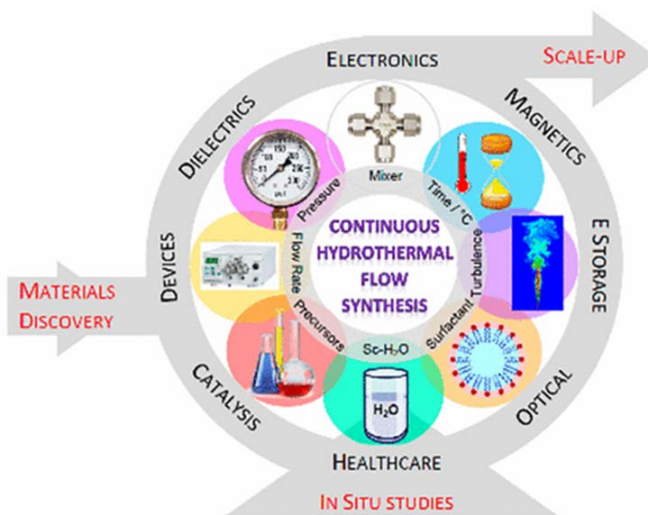 ELECTRONICS
SCALE-UP
DIELECTRICS
MAGNETICS
Mixer
Pressure
Time / °C
CONTINUOUS
HYDROTHERMAL
FLOW
SYNTHESIS
Flow Rate
Turbulence
DEVICES
E STORAGE
MATERIALS
DISCOVERY
Precursors
Surfactant
Sc-H₂O
H₂O
CATALYSIS
OPTICAL
HEALTHCARE
IN SITU STUDIES